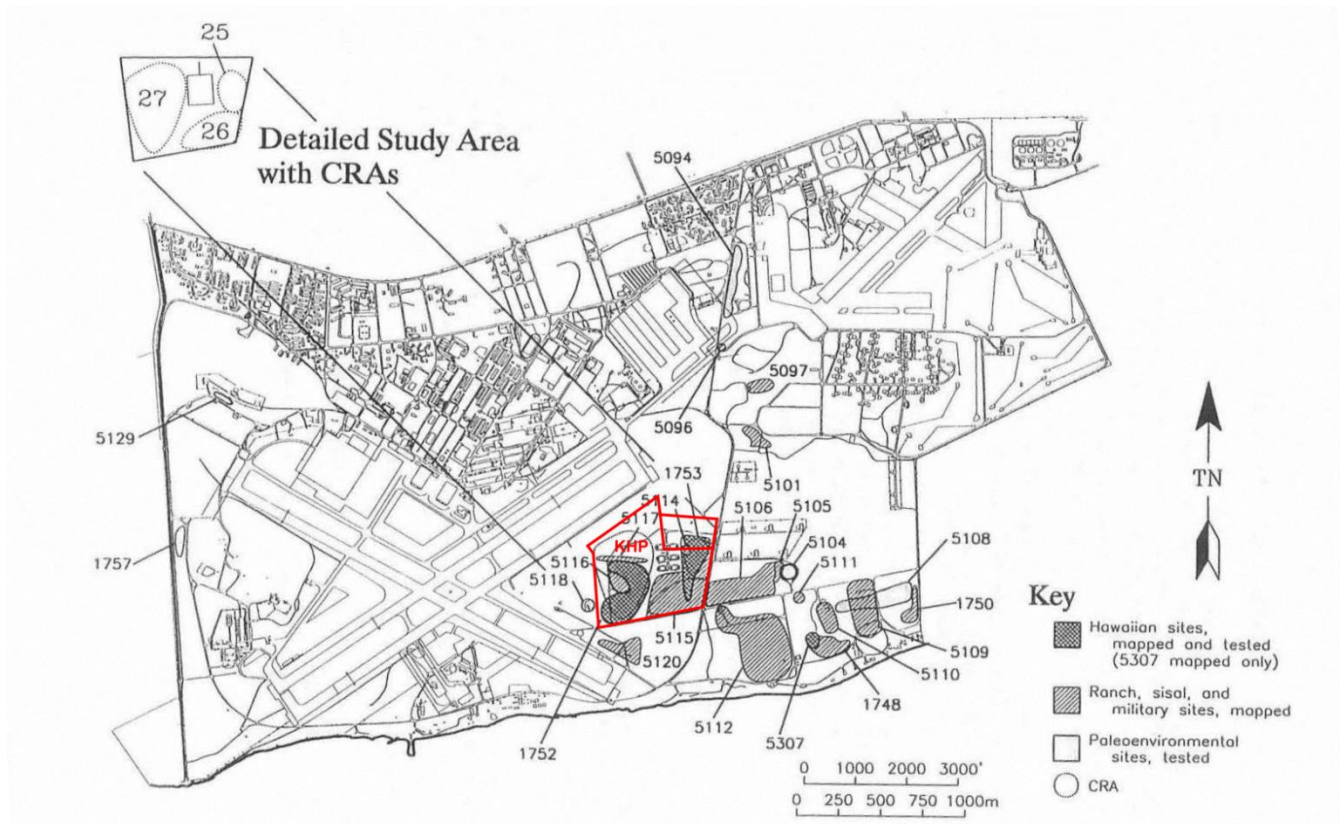 25
27
26
Detailed Study Area
with CRAs
5094
5097
5129
5096
1753
5101
5114
5106
5105
5117
5104
5108
KHP
5116
5111
1757
5118
TN
Key
1750
Hawaiian sites,
mapped and tested
(5307 mapped only)
5115
5109
5120
5110
Ranch, sisal, and
military sites, mapped
1748
5112
5307
1752
Paleoenvironmental
sites, tested
0 1000 2000 3000'
CRA
0 250 500 750 1000m